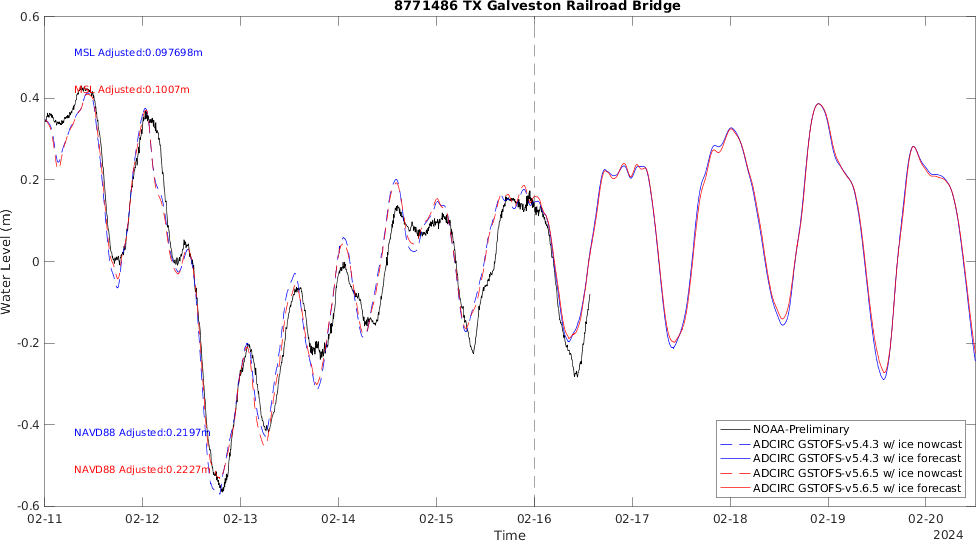 8771486 TX Galveston Railroad Bridge
0.6
0.4
0.2
0
-0.2
-0.4
-0.6
Water Level (m)
MSL Adjusted:0.097698m
MSL Adjusted:0.1007m
NAVD88 Adjusted:0.2197m
NAVD88 Adjusted:0.2227m
NOAA-Preliminary
ADCIRC GSTOFS-v5.4.3 w/ ice nowcast
ADCIRC GSTOFS-v5.4.3 w/ ice forecast
ADCIRC GSTOFS-v5.6.5 w/ ice nowcast
ADCIRC GSTOFS-v5.6.5 w/ ice forecast
02-11 02-12 02-13 02-14 02-15 02-16 02-17 02-18 02-19 02-20
Time
2024